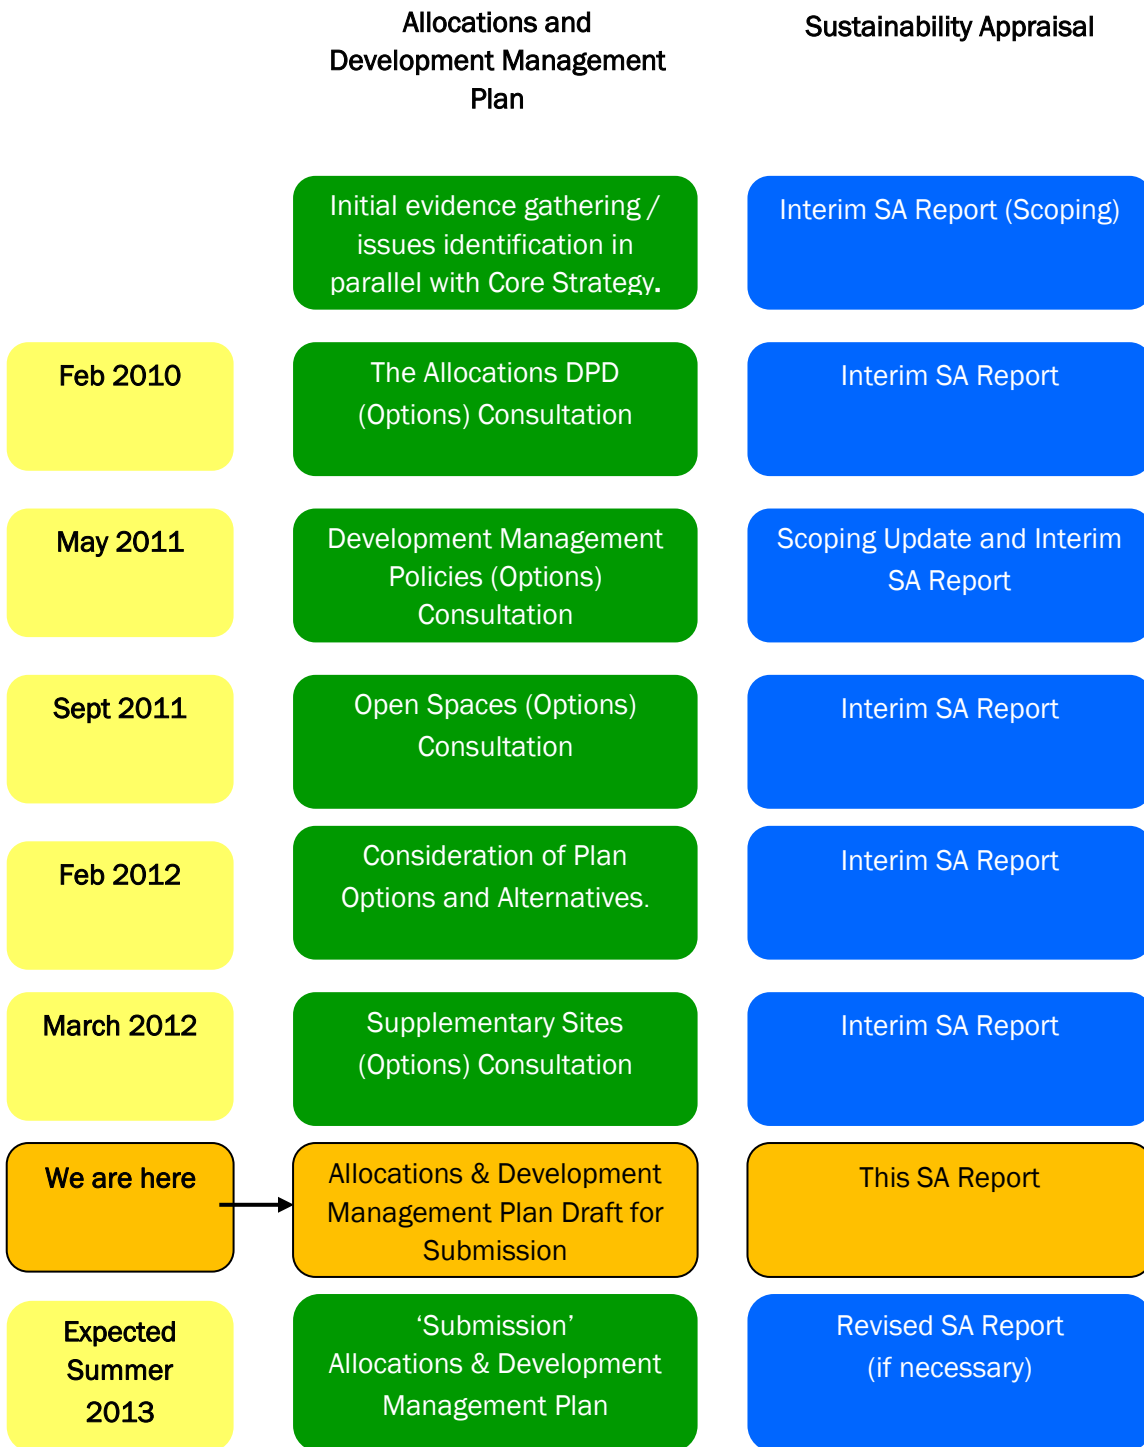 Allocations and
Development Management
Plan
Sustainability Appraisal
Initial evidence gathering /
issues identification in
parallel with Core Strategy.
Interim SA Report (Scoping)
Feb 2010
The Allocations DPD
(Options) Consultation
Interim SA Report
May 2011
Development Management
Policies (Options)
Consultation
Scoping Update and Interim
SA Report
Sept 2011
Open Spaces (Options)
Consultation
Interim SA Report
Feb 2012
Consideration of Plan
Options and Alternatives.
Interim SA Report
March 2012
Supplementary Sites
(Options) Consultation
Interim SA Report
We are here
Allocations & Development
Management Plan Draft for
Submission
This SA Report
Expected
Summer
2013
‘Submission’
Allocations & Development
Management Plan
Revised SA Report
(if necessary)